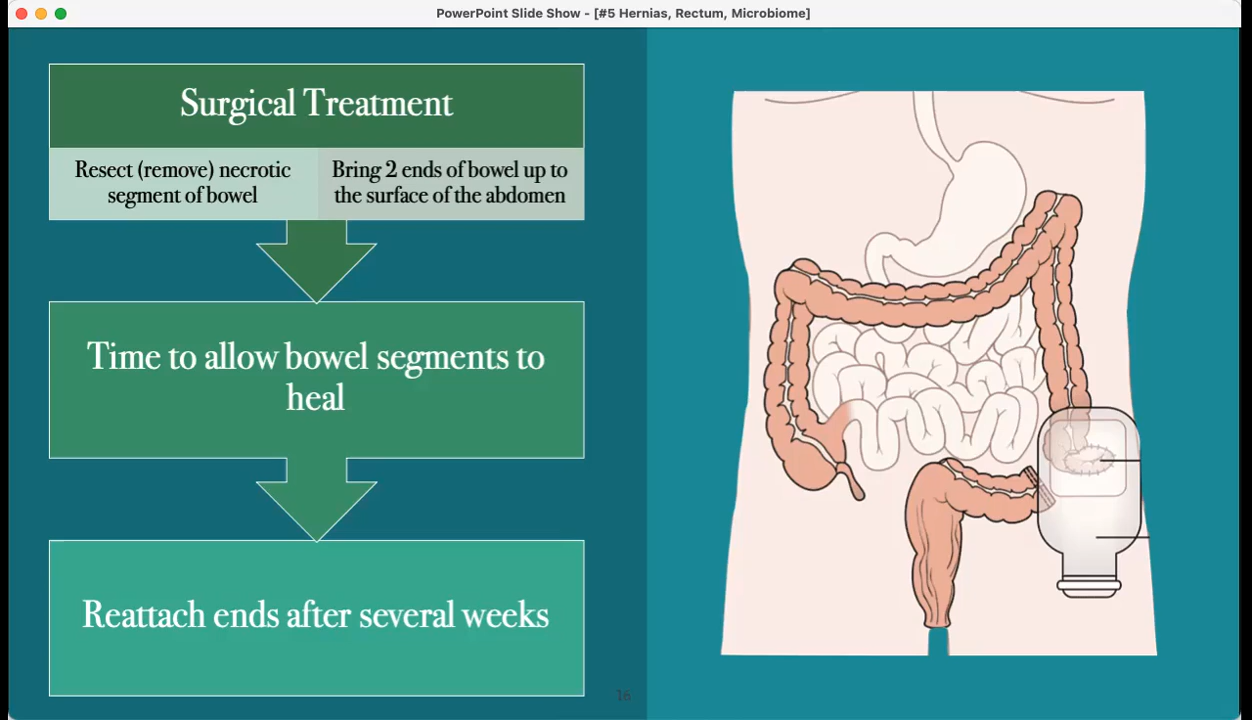 PowerPoint Slide Show - [#5 Hernias, Rectum, Microbiome]
Surgical Treatment
Resect (remove) necrotic
segment of bowel
Bring 2 ends of bowel up to
the surface of the abdomen
Time to allow bowel segments to
heal
Reattach ends after several weeks
16